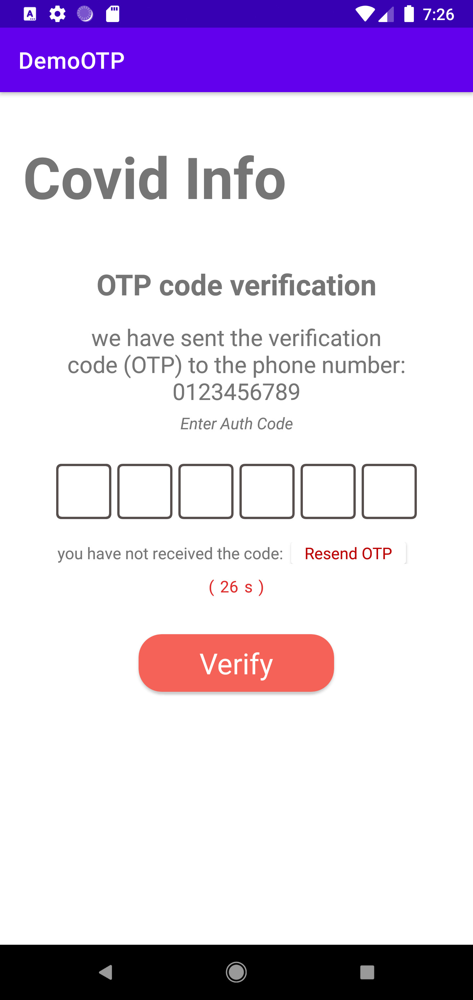 7:26
DemoOTP
Covid Info
OTP code verification
we have sent the verification
code (OTP) to the phone number:
0123456789
Enter Auth Code
you have not received the code: Resend OTP
( 26 s )
Verify